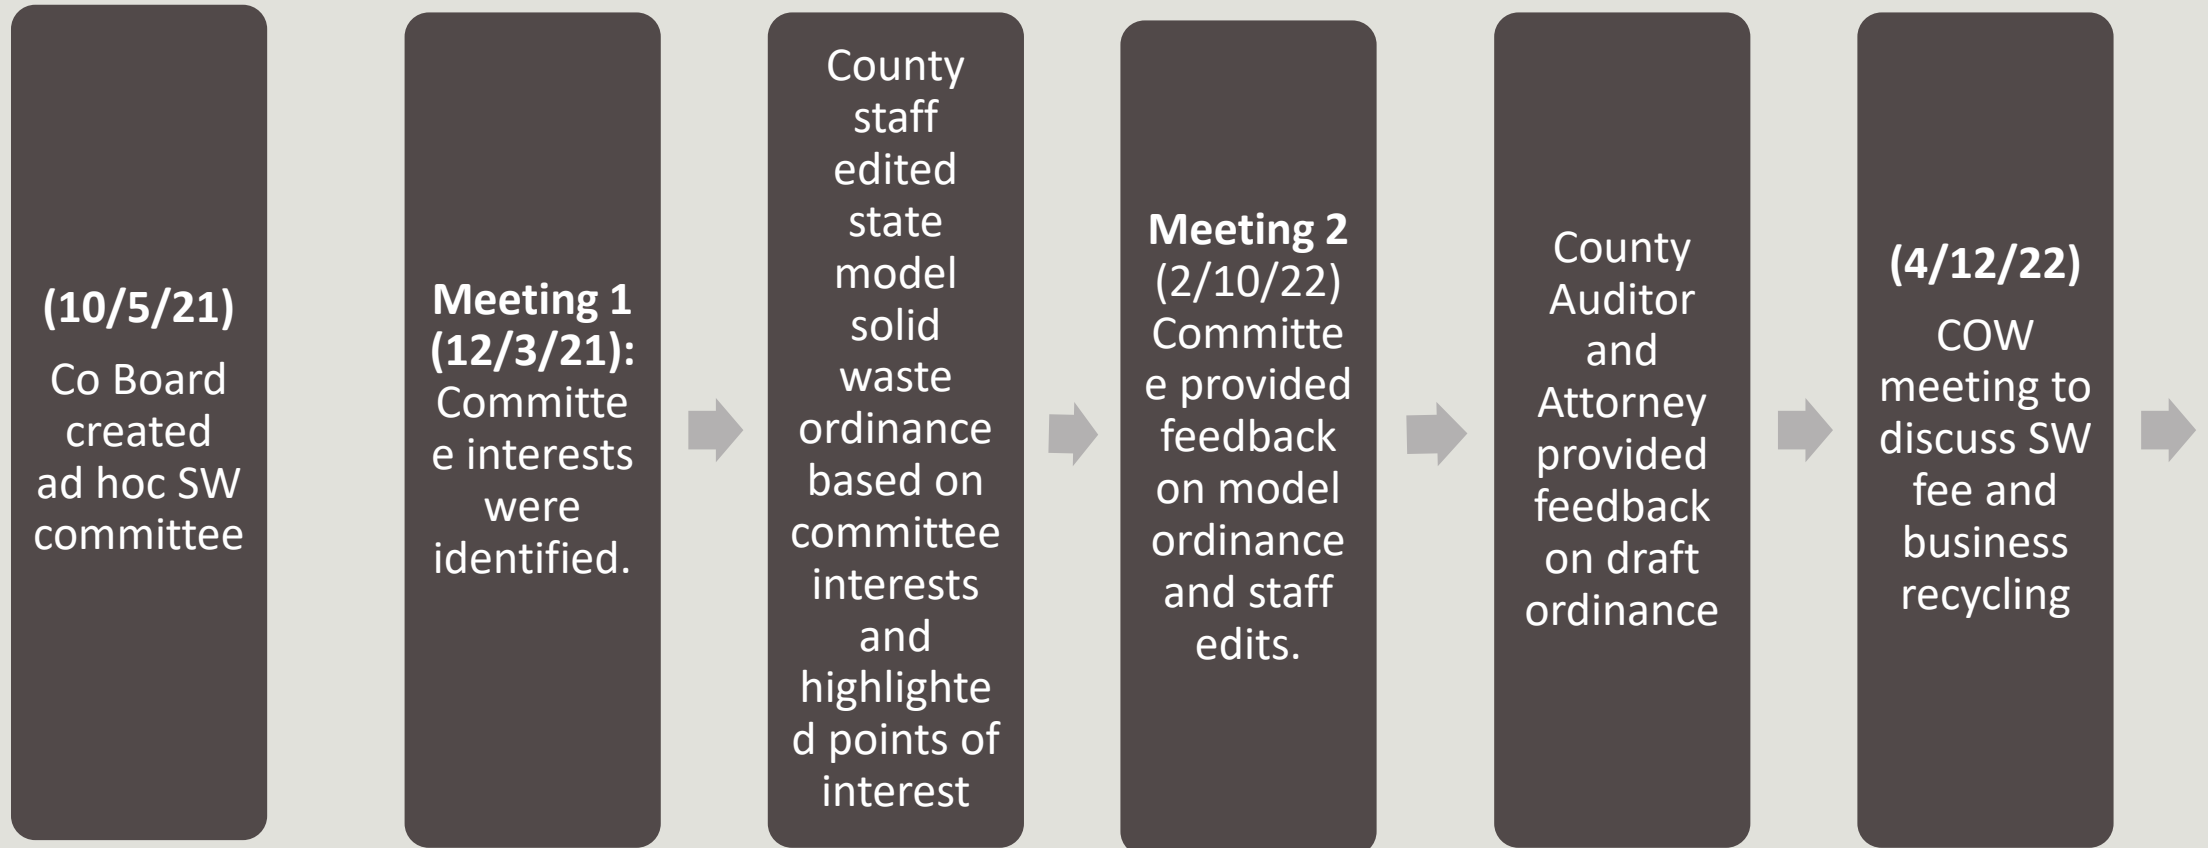 (10/5/21)
Co Board
created
ad hoc SW
committee
Meeting 1
(12/3/21):
Committe
e interests
were
identified.
County
staff
edited
state
model
solid
waste
ordinance
based on
committee
interests
and
highlighte
d points of
interest
Meeting 2
(2/10/22)
Committe
e provided
feedback
on model
ordinance
and staff
edits.
County
Auditor
and
Attorney
provided
feedback
on draft
ordinance
(4/12/22)
COW
meeting to
discuss SW
fee and
business
recycling